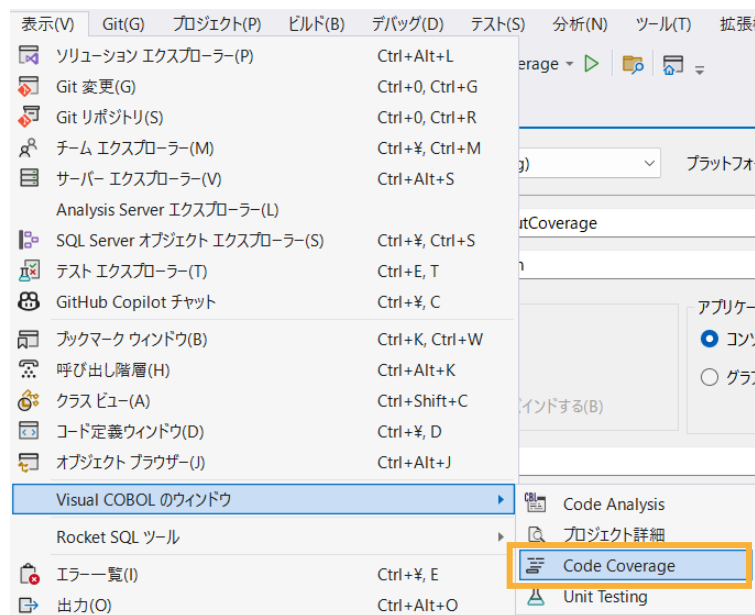 表示(V) Git(G) プロジェクト(P) ビルド(B) デバッグ(D) テスト(S) 分析(N) ツール(T) 拡張
ソリューション エクスプローラー(P) Ctrl+Alt+L
erage
Git 変更(G) Ctrl+0, Ctrl+G
Git リポジトリ(S) Ctrl+0, Ctrl+R
チーム エクスプローラー(M) Ctrl+¥, Ctrl+M
g) プラットフォ
サーバー エクスプローラー(V) Ctrl+Alt+S
Analysis Server エクスプローラー(L)
utCoverage
SQL Server オブジェクト エクスプローラー(S) Ctrl+¥, Ctrl+S
テスト エクスプローラー(T) Ctrl+E, T
GitHub Copilot チャット Ctrl+¥, C
アプリケー
ブックマーク ウィンドウ(B) Ctrl+K, Ctrl+W
コンソ
呼び出し階層(H) Ctrl+Alt+K
グラフ
クラス ビュー(A) Ctrl+Shift+C
インドする(B)
コード定義ウィンドウ(D) Ctrl+¥, D
オブジェクト ブラウザー(J) Ctrl+Alt+J
Visual COBOL のウィンドウ
Code Analysis
Rocket SQL ツール
プロジェクト詳細
Code Coverage
エラー一覧(I) Ctrl+¥, E
Unit Testing
出力(O) Ctrl+Alt+O